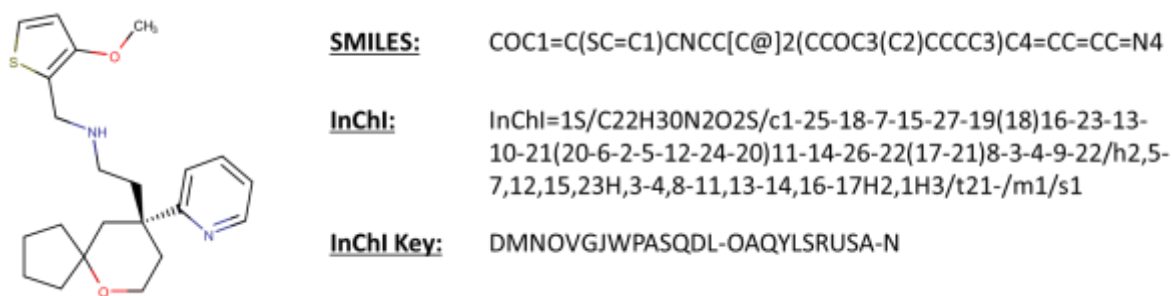 CH₃
O
S
NH
N
O
SMILES: COC1=C(SC=C1)CNCC[C@]2(CCOC3(C2)CCCC3)C4=CC=CC=N4
InChI: InChI=1S/C22H30N2O2S/c1-25-18-7-15-27-19(18)16-23-13-
10-21(20-6-2-5-12-24-20)11-14-26-22(17-21)8-3-4-9-22/h2,5-
7,12,15,23H,3-4,8-11,13-14,16-17H2,1H3/t21-/m1/s1
InChI Key: DMNOVGJWPASQDL-OAQYLSRUSA-N